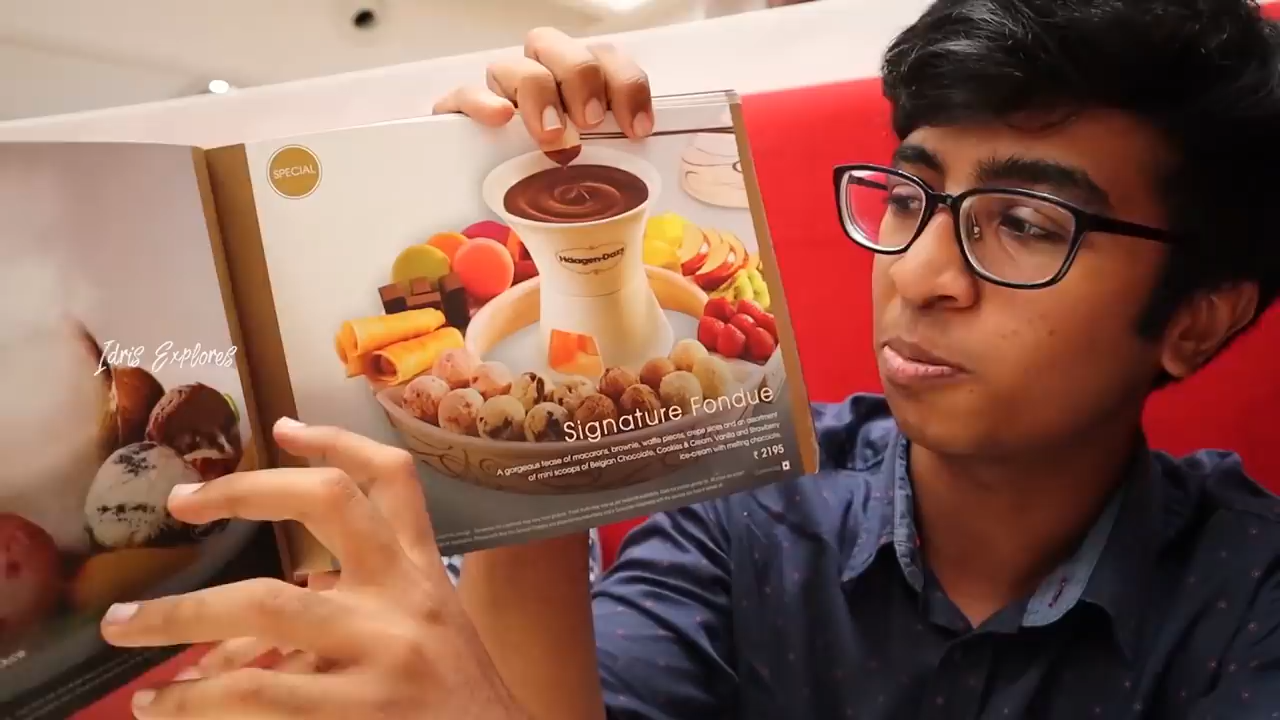 SPECIAL
Häagen-Dazs
Idris Explores
Signature Fondue
A gorgeous tease of macarons, brownie, waffle pieces, crepe slices and an assortment
of mini scoops of Belgian Chocolate, Cookies & Cream, Vanilla and Strawberry
ice-cream with melting chocolate.
₹ 2195